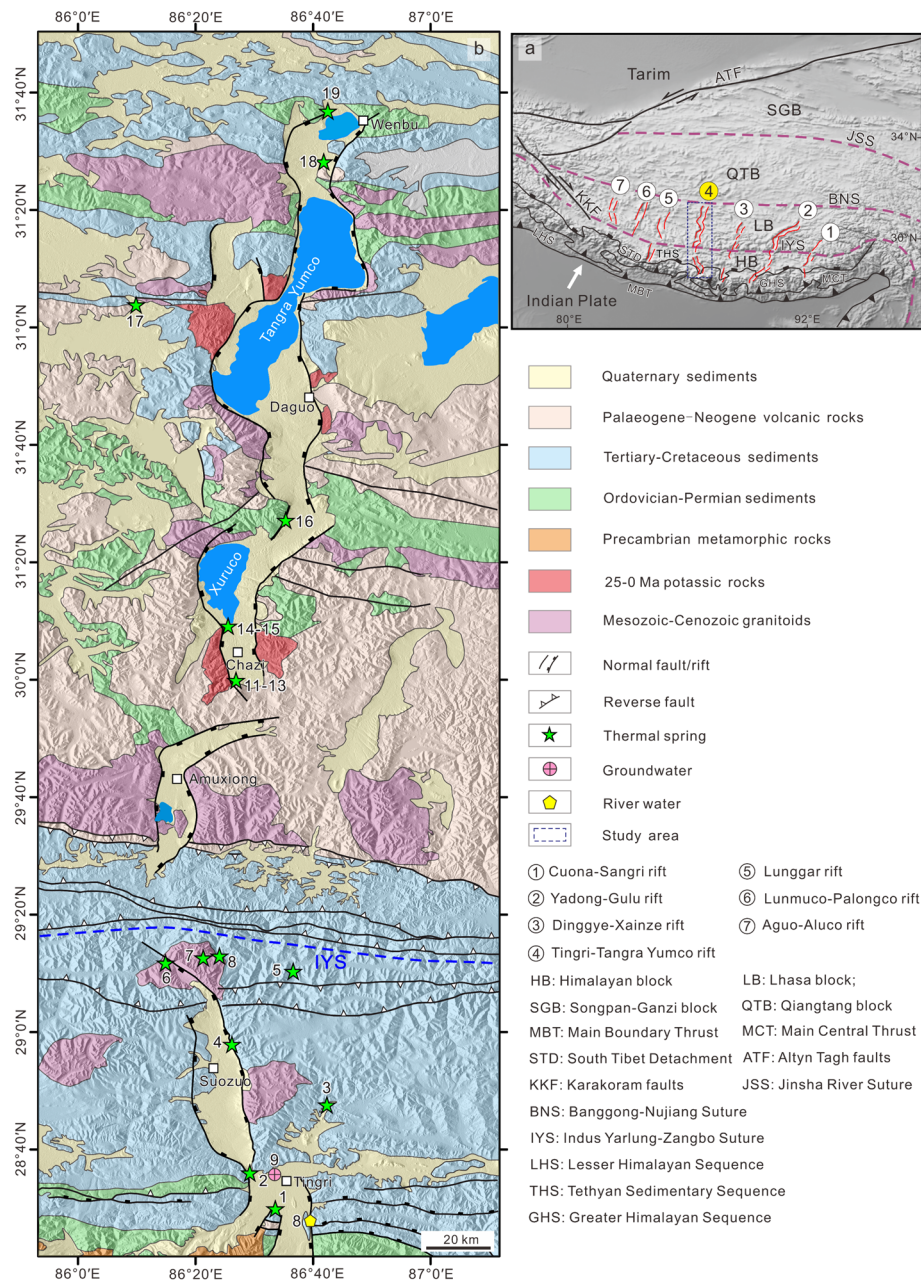 86°0′E 86°20′E 86°40′E 87°0′E
b
31°40′N
19
Wenbu
18
31°20′N
Tangra Yumco
17
31°0′N
Daguo
31°40′N
16
31°20′N
Xuruco
14-15
Chazi
30°0′N
11-13
Amuxiong
29°40′N
29°20′N
IYS
7
8
6
5
29°0′N
4
Suozuo
3
28°40′N
9
2
Tingri
1
8
20 km
86°0′E 86°20′E 86°40′E 87°0′E
a
Tarim
ATF
SGB
34°N
JSS
QTB
7
6
5
4
BNS
3
2
LB
1
KKF
30°N
IYS
LHS
STD
THS
HB
GHS
MCT
MBT
Indian Plate
80°E
92°E
Quaternary sediments
Palaeogene–Neogene volcanic rocks
Tertiary-Cretaceous sediments
Ordovician-Permian sediments
Precambrian metamorphic rocks
25-0 Ma potassic rocks
Mesozoic-Cenozoic granitoids
Normal fault/rift
Reverse fault
Thermal spring
Groundwater
River water
Study area
① Cuona-Sangri rift
⑤ Lunggar rift
② Yadong-Gulu rift
⑥ Lunmuco-Palongco rift
③ Dinggye-Xainze rift
⑦ Aguo-Aluco rift
④ Tingri-Tangra Yumco rift
HB: Himalayan block
LB: Lhasa block;
SGB: Songpan-Ganzi block
QTB: Qiangtang block
MBT: Main Boundary Thrust
MCT: Main Central Thrust
STD: South Tibet Detachment
ATF: Altyn Tagh faults
KKF: Karakoram faults
JSS: Jinsha River Suture
BNS: Banggong-Nujiang Suture
IYS: Indus Yarlung-Zangbo Suture
LHS: Lesser Himalayan Sequence
THS: Tethyan Sedimentary Sequence
GHS: Greater Himalayan Sequence